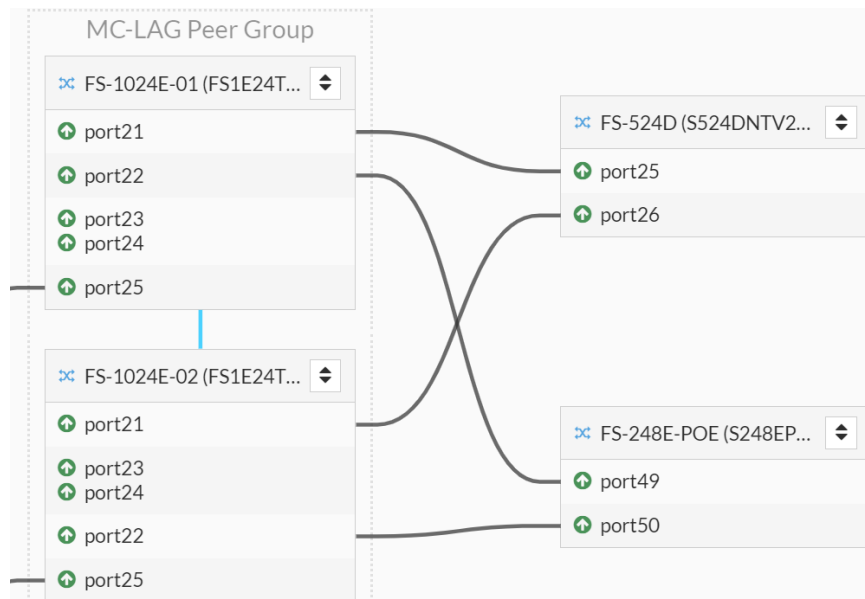 MC-LAG Peer Group
FS-1024E-01 (FS1E24T...
port21
port22
port23
port24
port25
FS-1024E-02 (FS1E24T...
port21
port23
port24
port22
port25
FS-524D (S524DNTV2...
port25
port26
FS-248E-POE (S248EP...
port49
port50